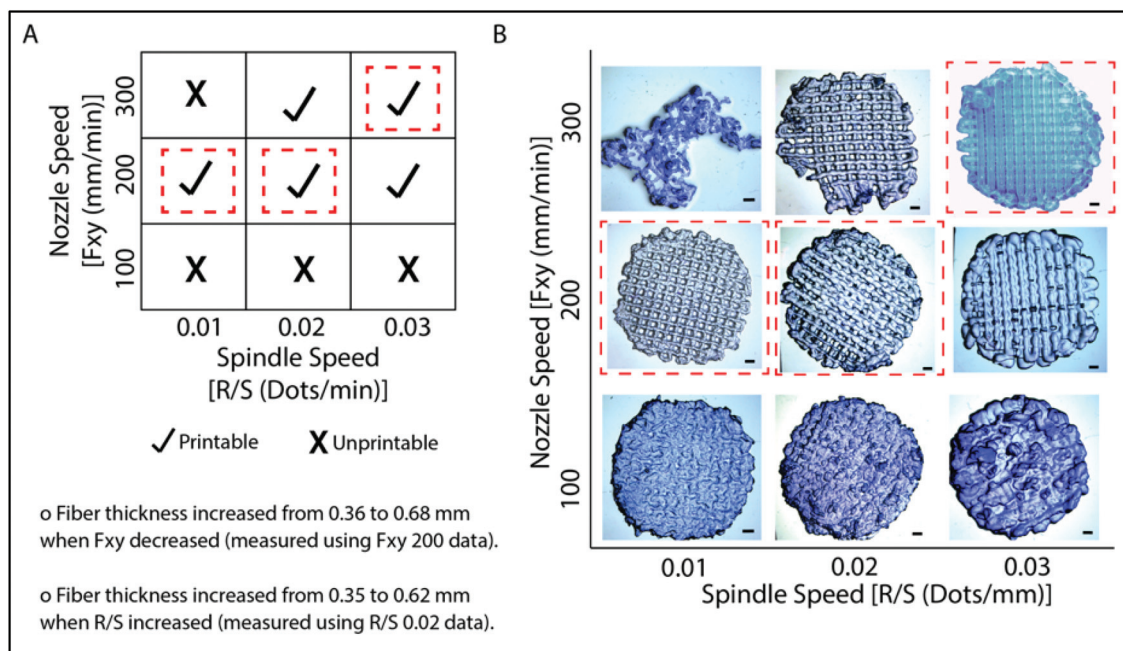 A
Nozzle Speed
[Fxy (mm/min)]
300
200
100
X
X
X
X
0.01 0.02 0.03
Spindle Speed
[R/S (Dots/min)]
Printable X Unprintable
o Fiber thickness increased from 0.36 to 0.68 mm
when Fxy decreased (measured using Fxy 200 data).
o Fiber thickness increased from 0.35 to 0.62 mm
when R/S increased (measured using R/S 0.02 data).
B
Nozzle Speed [Fxy (mm/min)]
300
200
100
0.01 0.02 0.03
Spindle Speed [R/S (Dots/mm)]